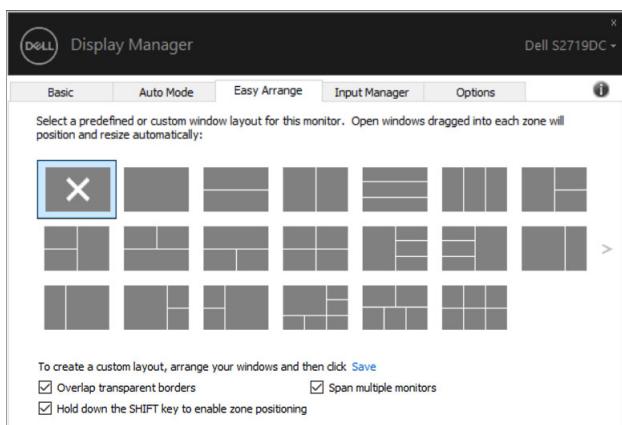 x
DELL Display Manager Dell S2719DC
Basic Auto Mode Easy Arrange Input Manager Options i
Select a predefined or custom window layout for this monitor. Open windows dragged into each zone will
position and resize automatically:
>
To create a custom layout, arrange your windows and then click Save
Overlap transparent borders Span multiple monitors
Hold down the SHIFT key to enable zone positioning